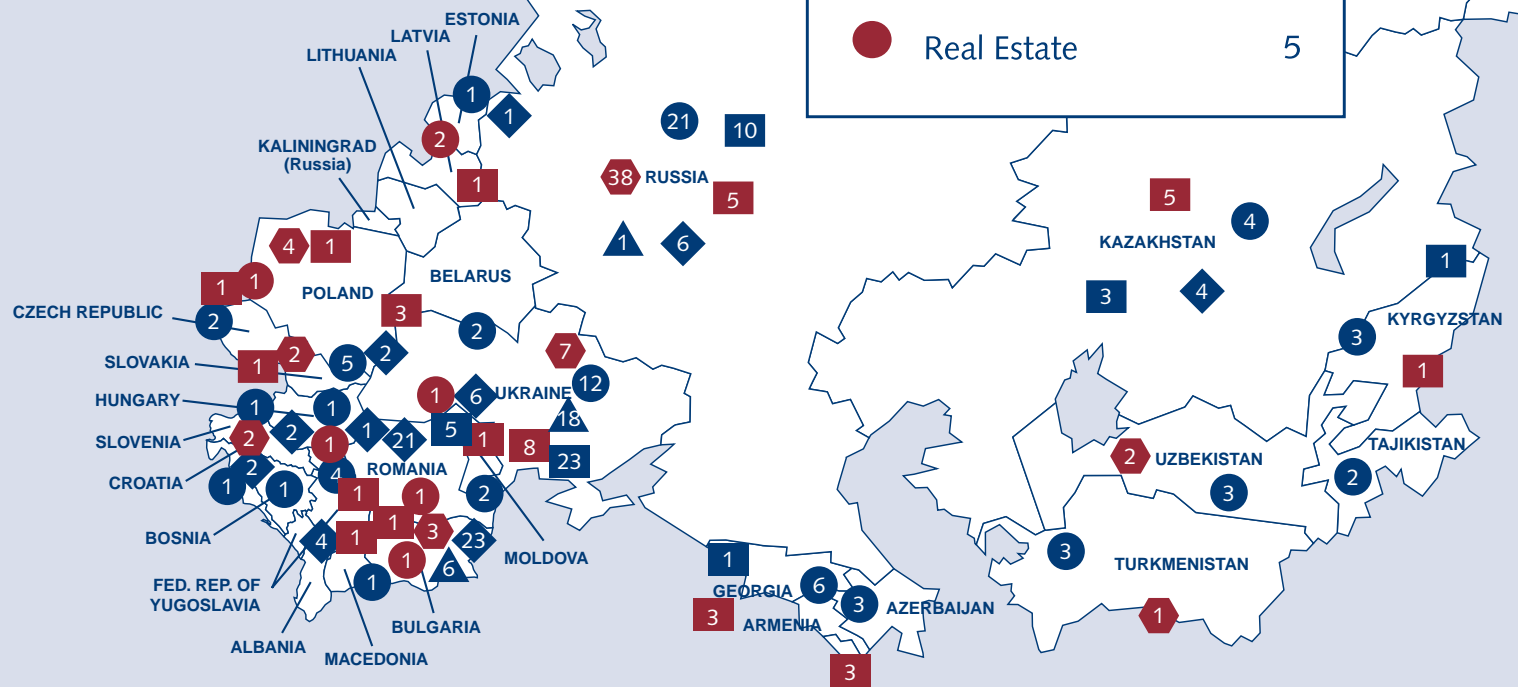 Real Estate 5
ESTONIA
LATVIA
LITHUANIA
1
1
21
10
2
KALININGRAD
(Russia)
1
38 RUSSIA
5
5
4
KAZAKHSTAN
4 1
1 6
1
1 1
BELARUS
POLAND
3
4
CZECH REPUBLIC
2
3
2
KYRGYZSTAN
3
SLOVAKIA
1 2
5 2
7
1
HUNGARY
1 1
1 6 UKRAINE 12
18
SLOVENIA
2 2
1
1 21
5 1 8 23
TAJIKISTAN
CROATIA
1 2
1 4
ROMANIA
2 UZBEKISTAN
2
1 1
2
3
BOSNIA
4 1
1 3 23
MOLDOVA
3
TURKMENISTAN
FED. REP. OF
YUGOSLAVIA
1 1 6
1
GEORGIA 6
3 AZERBAIJAN
3 ARMENIA
1
BULGARIA
ALBANIA
MACEDONIA
3